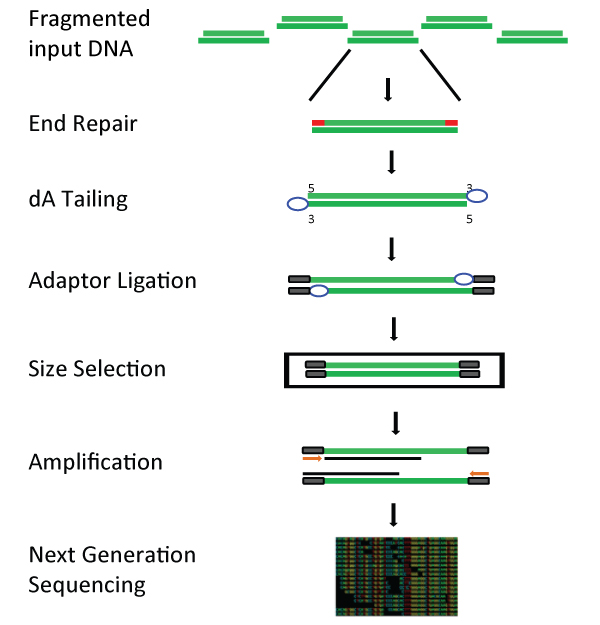 Fragmented
input DNA
End Repair
dA Tailing
5 3
3 5
Adaptor Ligation
Size Selection
Amplification
Next Generation
Sequencing